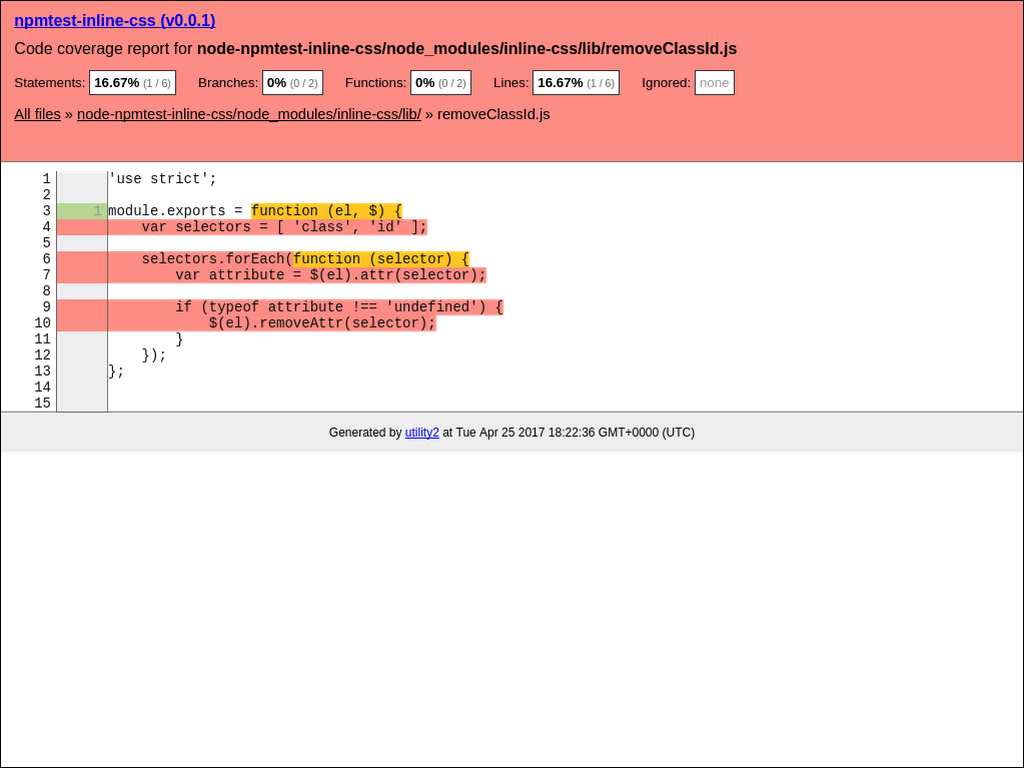 npmtest-inline-css (v0.0.1)
Code coverage report for node-npmtest-inline-css/node_modules/inline-css/lib/removeClassId.js
Statements: 16.67% (1 / 6) Branches: 0% (0 / 2) Functions: 0% (0 / 2) Lines: 16.67% (1 / 6) Ignored: none
All files » node-npmtest-inline-css/node_modules/inline-css/lib/ » removeClassId.js
1 'use strict';
2
3 1 module.exports = function (el, $) {
4     var selectors = [ 'class', 'id' ];
5
6     selectors.forEach(function (selector) {
7         var attribute = $(el).attr(selector);
8
9         if (typeof attribute !== 'undefined') {
10             $(el).removeAttr(selector);
11         }
12     });
13 };
14
15
Generated by utility2 at Tue Apr 25 2017 18:22:36 GMT+0000 (UTC)